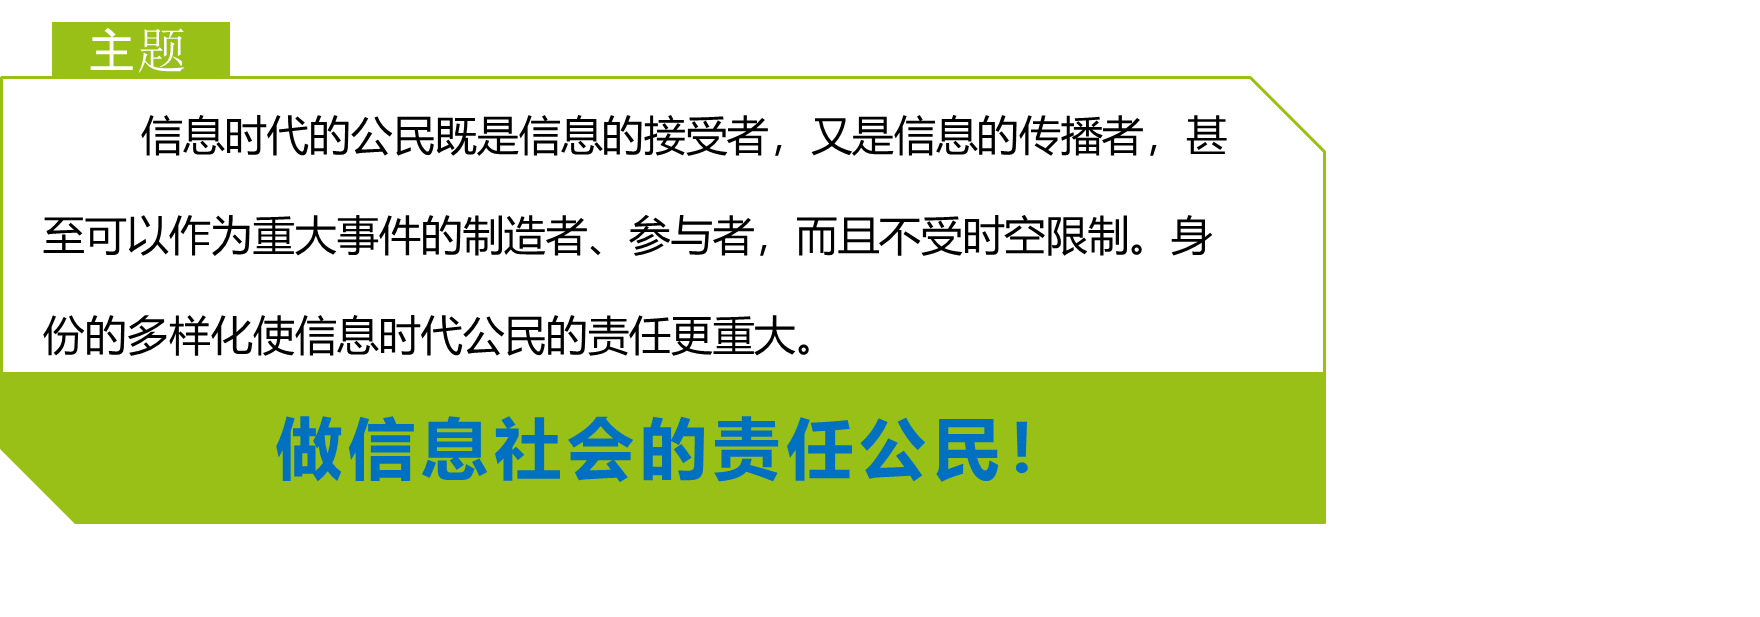 主题
信息时代的公民既是信息的接受者，又是信息的传播者，甚
至可以作为重大事件的制造者、参与者，而且不受时空限制。身
份的多样化使信息时代公民的责任更重大。
做信息社会的责任公民！